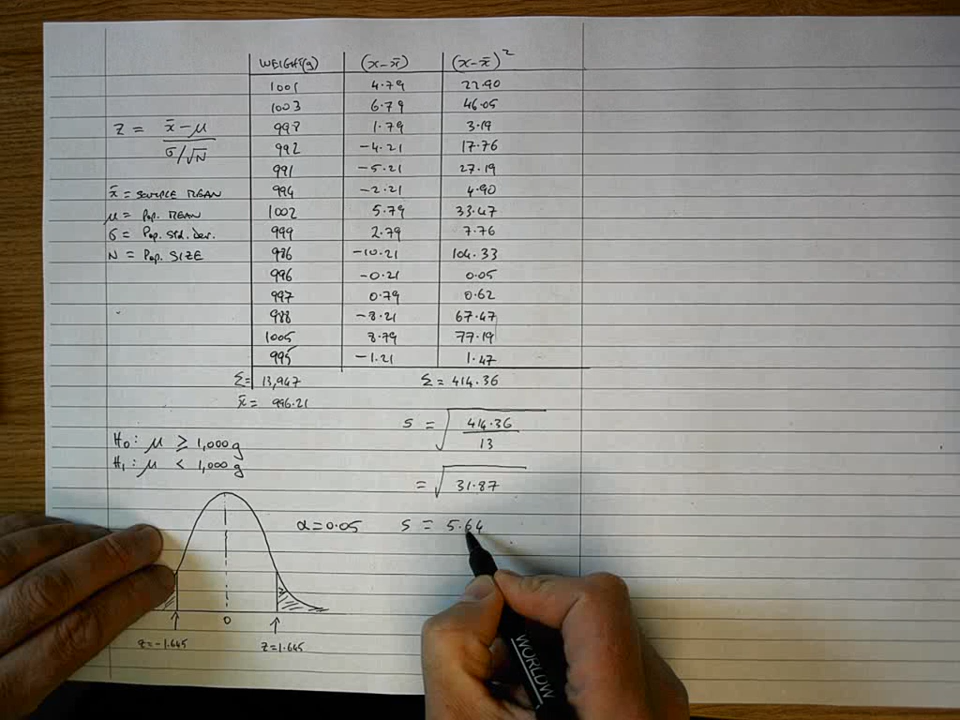 WEIGHT(g) (x-x̄) (x-x̄)²
1001 4.79 22.90
1003 6.79 46.05
998 1.79 3.19
992 -4.21 17.76
991 -5.21 27.19
994 -2.21 4.90
1002 5.79 33.47
999 2.79 7.76
986 -10.21 104.33
996 -0.21 0.05
997 0.79 0.62
988 -8.21 67.47
1005 8.79 77.19
995 -1.21 1.47
Σ= 13,947 Σ = 414.36
x̄ = 996.21
Z = x̄-μ
σ/√N
x̄ = SAMPLE MEAN
μ = Pop. MEAN
σ = Pop. Std. Dev.
N = Pop. SIZE
H₀: μ ≥ 1,000g
H₁: μ < 1,000g
s = √414.36
13
= √31.87
α=0.05 s = 5.64
0
z=-1.645 z=1.645
WORLDW